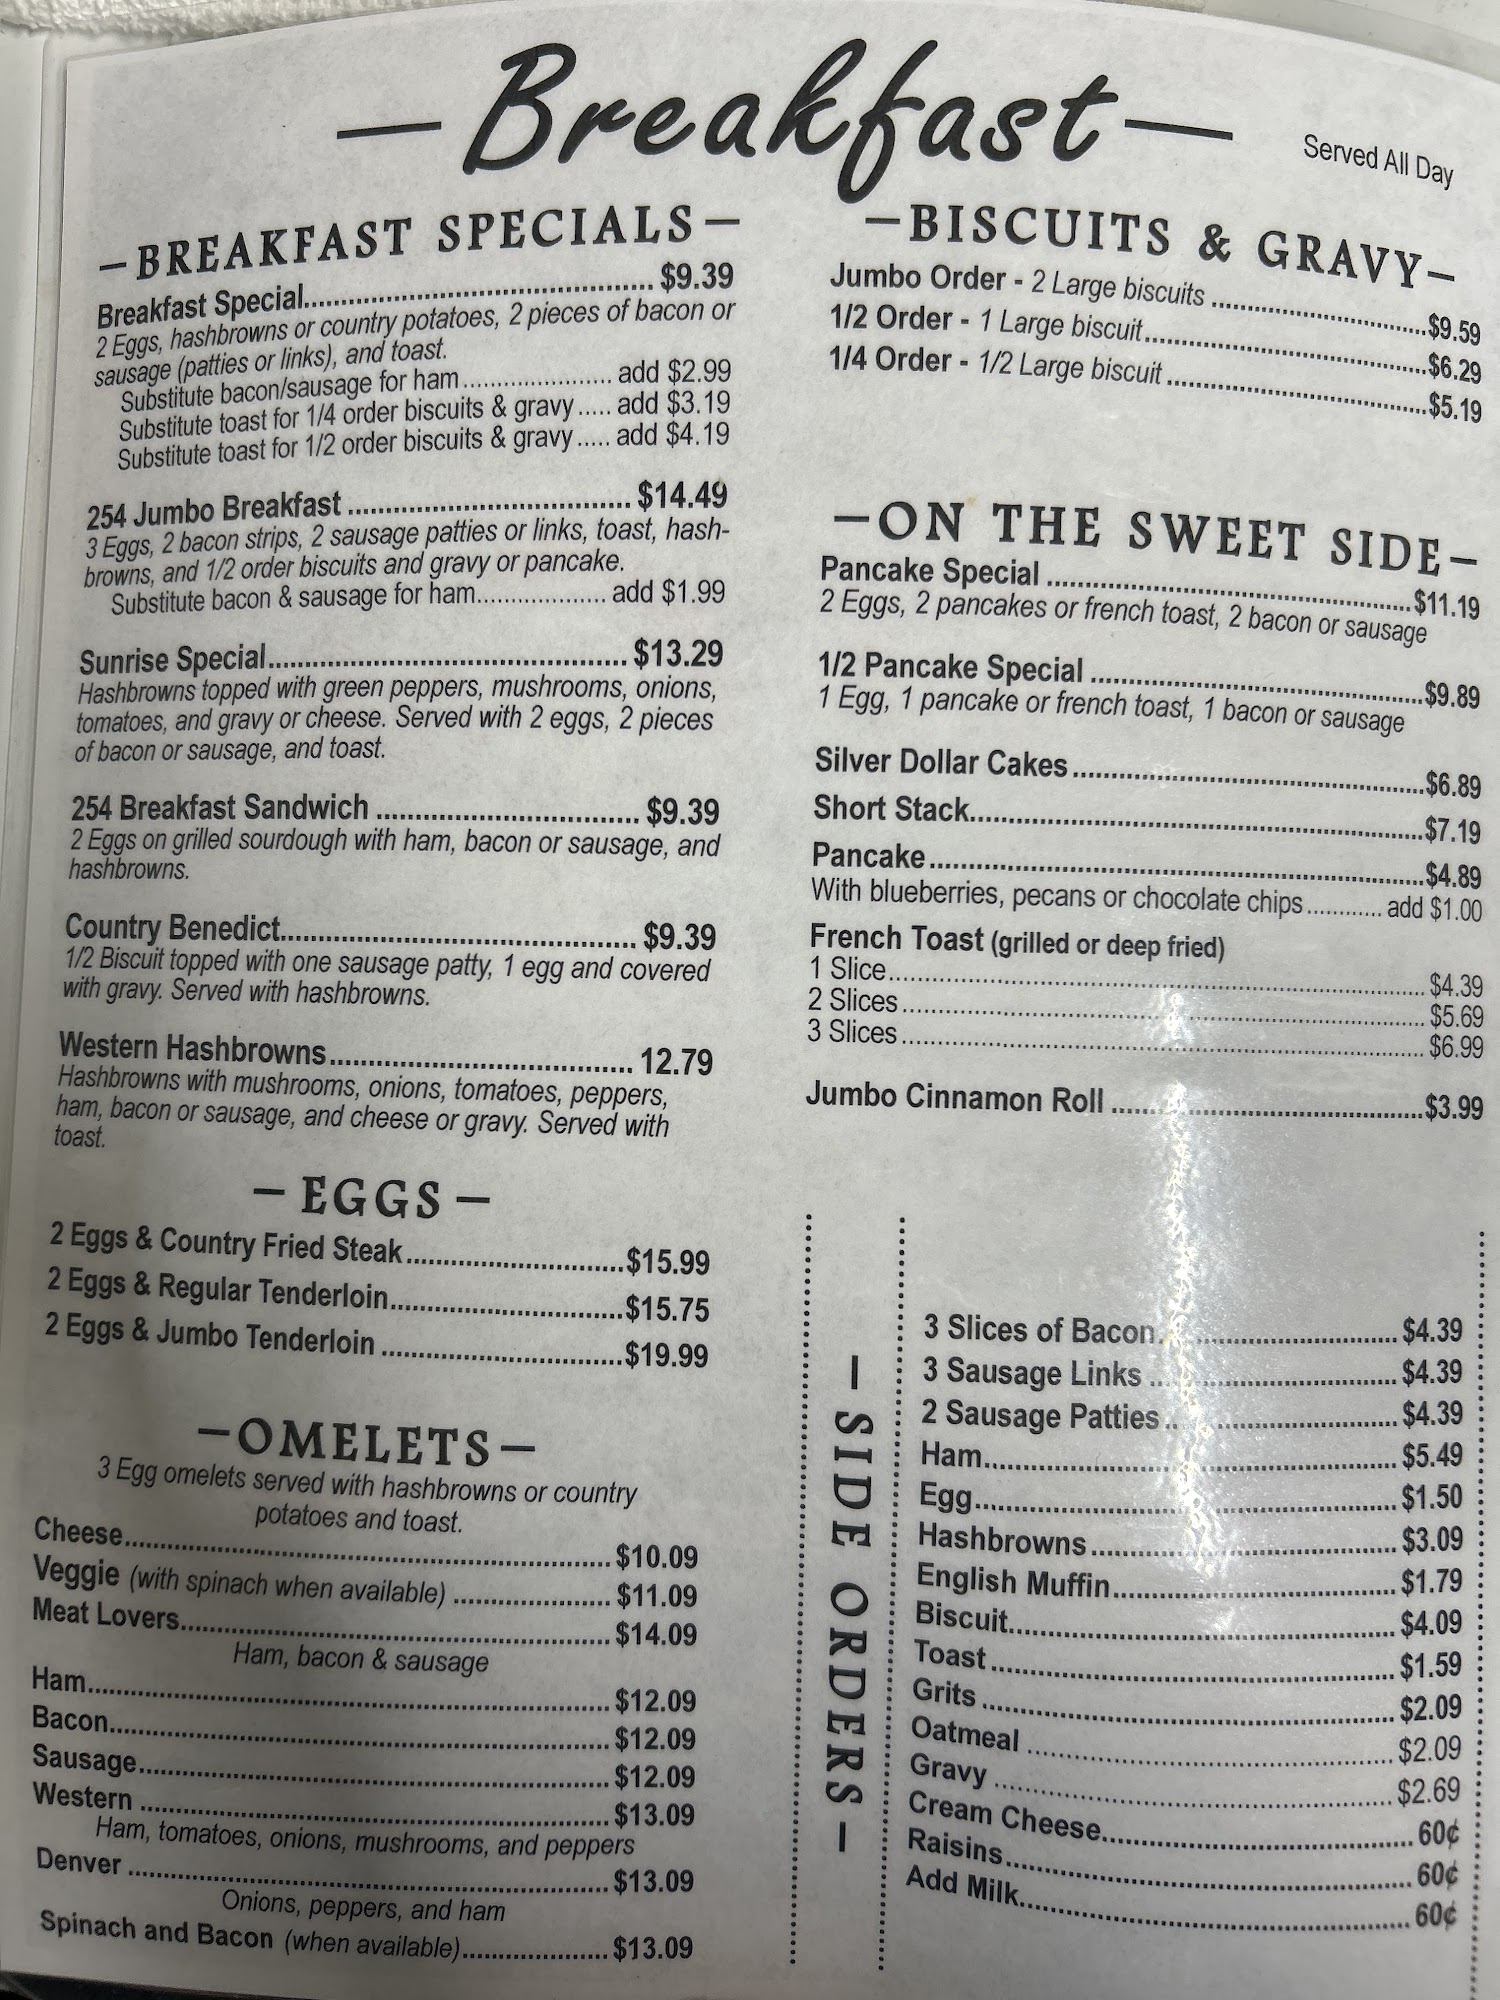 Breakfast
Served All Day
BREAKFAST SPECIALS
Breakfast Special $9.39
2 Eggs, hashbrowns or country potatoes, 2 pieces of bacon or
sausage (patties or links), and toast.
Substitute bacon/sausage for ham add $2.99
Substitute toast for 1/4 order biscuits & gravy add $3.19
Substitute toast for 1/2 order biscuits & gravy add $4.19
254 Jumbo Breakfast $14.49
3 Eggs, 2 bacon strips, 2 sausage patties or links, toast, hash-
browns, and 1/2 order biscuits and gravy or pancake.
Substitute bacon & sausage for ham add $1.99
Sunrise Special $13.29
Hashbrowns topped with green peppers, mushrooms, onions,
tomatoes, and gravy or cheese. Served with 2 eggs, 2 pieces
of bacon or sausage, and toast.
254 Breakfast Sandwich $9.39
2 Eggs on grilled sourdough with ham, bacon or sausage, and
hashbrowns.
Country Benedict $9.39
1/2 Biscuit topped with one sausage patty, 1 egg and covered
with gravy. Served with hashbrowns.
Western Hashbrowns 12.79
Hashbrowns with mushrooms, onions, tomatoes, peppers,
ham, bacon or sausage, and cheese or gravy. Served with
toast.
EGGS
2 Eggs & Country Fried Steak $15.99
2 Eggs & Regular Tenderloin $15.75
2 Eggs & Jumbo Tenderloin $19.99
OMELETS
3 Egg omelets served with hashbrowns or country
potatoes and toast.
Cheese $10.09
Veggie (with spinach when available) $11.09
Meat Lovers $14.09
Ham, bacon & sausage
Ham $12.09
Bacon $12.09
Sausage $12.09
Western $13.09
Ham, tomatoes, onions, mushrooms, and peppers
Denver $13.09
Onions, peppers, and ham
Spinach and Bacon (when available) $13.09
BISCUITS & GRAVY
Jumbo Order - 2 Large biscuits $9.59
1/2 Order - 1 Large biscuit $6.29
1/4 Order - 1/2 Large biscuit $5.19
ON THE SWEET SIDE
Pancake Special $11.19
2 Eggs, 2 pancakes or french toast, 2 bacon or sausage
1/2 Pancake Special $9.89
1 Egg, 1 pancake or french toast, 1 bacon or sausage
Silver Dollar Cakes $6.89
Short Stack $7.19
Pancake $4.89
With blueberries, pecans or chocolate chips add $1.00
French Toast (grilled or deep fried)
1 Slice $4.39
2 Slices $5.69
3 Slices $6.99
Jumbo Cinnamon Roll $3.99
SIDE ORDERS
3 Slices of Bacon $4.39
3 Sausage Links $4.39
2 Sausage Patties $4.39
Ham $5.49
Egg $1.50
Hashbrowns $3.09
English Muffin $1.79
Biscuit $4.09
Toast $1.59
Grits $2.09
Oatmeal $2.09
Gravy $2.69
Cream Cheese 60¢
Raisins 60¢
Add Milk 60¢